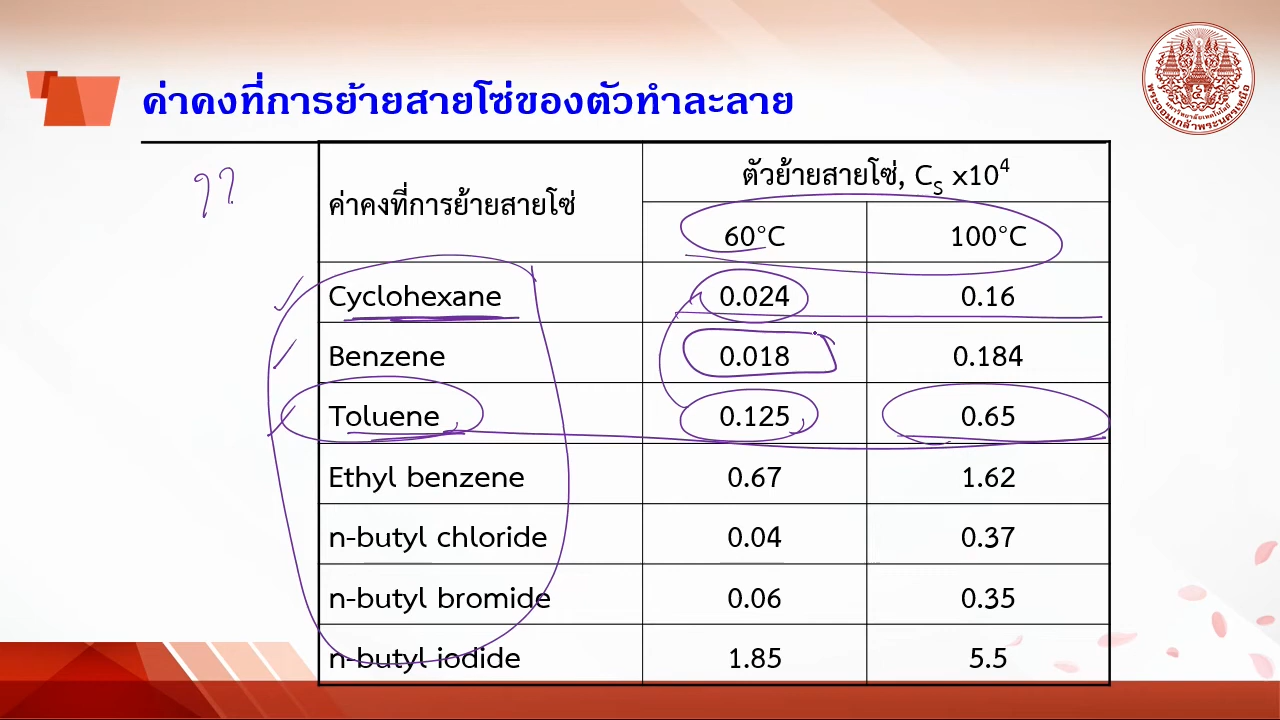 ค่าคงที่การย้ายสายโซ่ของตัวทำละลาย
ค่าคงที่การย้ายสายโซ่
ตัวย้ายสายโซ่, CS x104
60°C 100°C
Cyclohexane 0.024 0.16
Benzene 0.018 0.184
Toluene 0.125 0.65
Ethyl benzene 0.67 1.62
n-butyl chloride 0.04 0.37
n-butyl bromide 0.06 0.35
n-butyl iodide 1.85 5.5